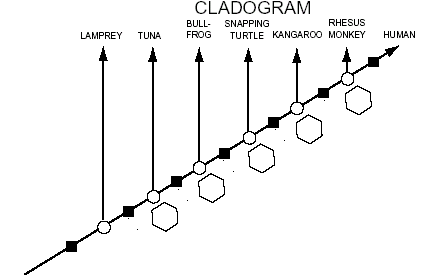 CLADOGRAM
LAMPREY
TUNA
BULL-
FROG
SNAPPING
TURTLE
KANGAROO
RHESUS
MONKEY
HUMAN